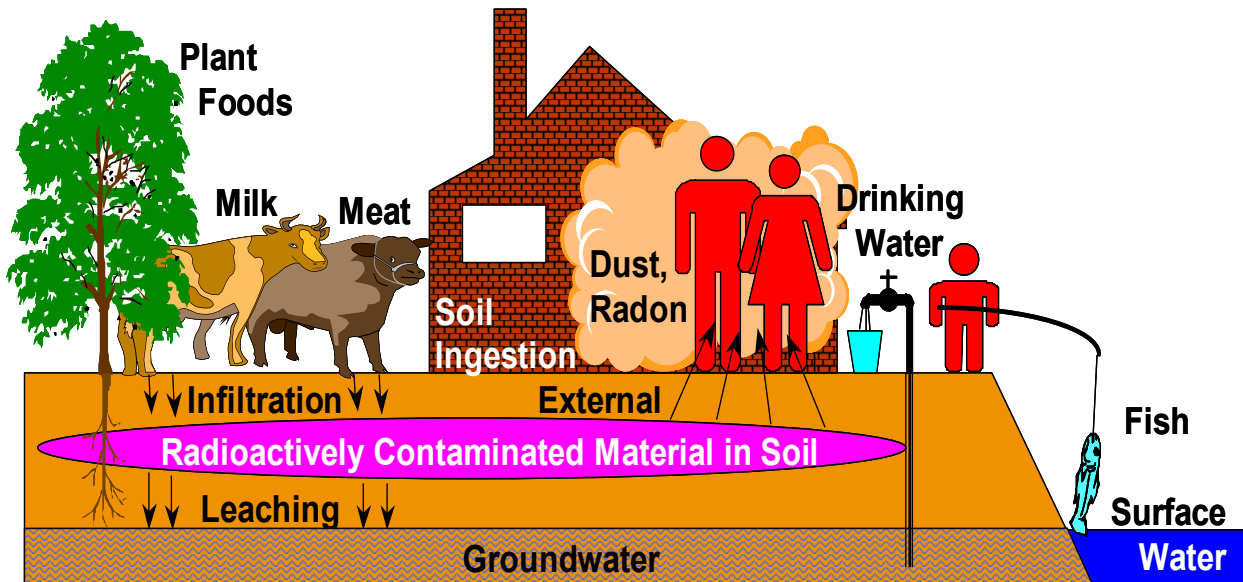 Plant
Foods
Milk
Meat
Drinking
Water
Dust,
Radon
Soil
Ingestion
Infiltration
External
Fish
Radioactively Contaminated Material in Soil
Leaching
Surface
Water
Groundwater